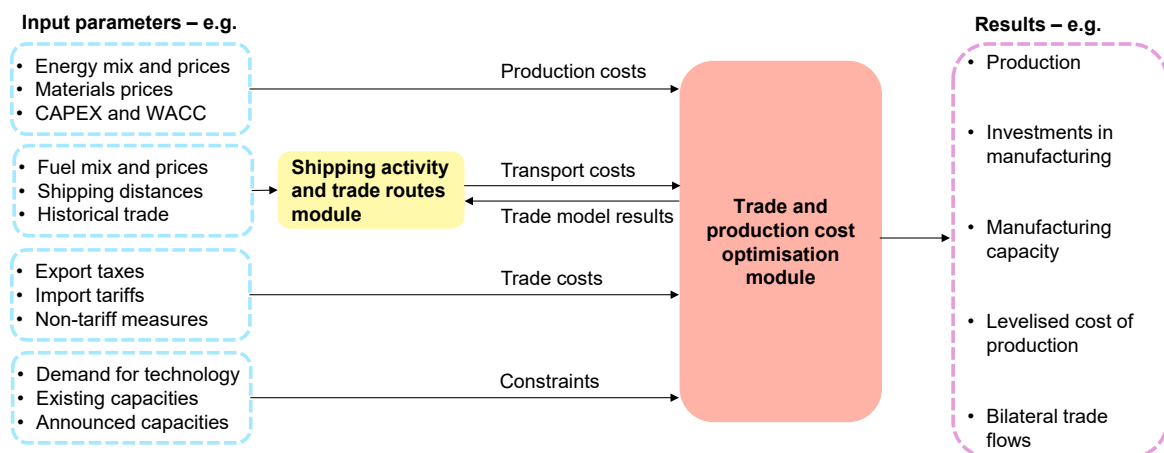 Input parameters – e.g.
• Energy mix and prices
• Materials prices
• CAPEX and WACC
Production costs
• Fuel mix and prices
• Shipping distances
• Historical trade
Shipping activity
and trade routes
module
Transport costs
Trade model results
• Export taxes
• Import tariffs
• Non-tariff measures
Trade costs
• Demand for technology
• Existing capacities
• Announced capacities
Constraints
Trade and
production cost
optimisation
module
Results – e.g.
• Production
• Investments in
manufacturing
• Manufacturing
capacity
• Levelised cost of
production
• Bilateral trade
flows